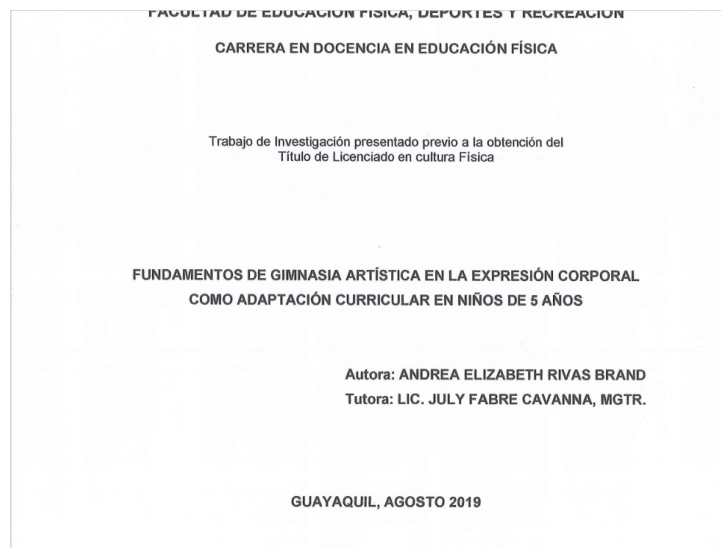 FACULTAD DE EDUCACIÓN FÍSICA, DEPORTES Y RECREACIÓN
CARRERA EN DOCENCIA EN EDUCACIÓN FÍSICA
Trabajo de Investigación presentado previo a la obtención del
Título de Licenciado en cultura Física
FUNDAMENTOS DE GIMNASIA ARTÍSTICA EN LA EXPRESIÓN CORPORAL
COMO ADAPTACIÓN CURRICULAR EN NIÑOS DE 5 AÑOS
Autora: ANDREA ELIZABETH RIVAS BRAND
Tutora: LIC. JULY FABRE CAVANNA, MGTR.
GUAYAQUIL, AGOSTO 2019